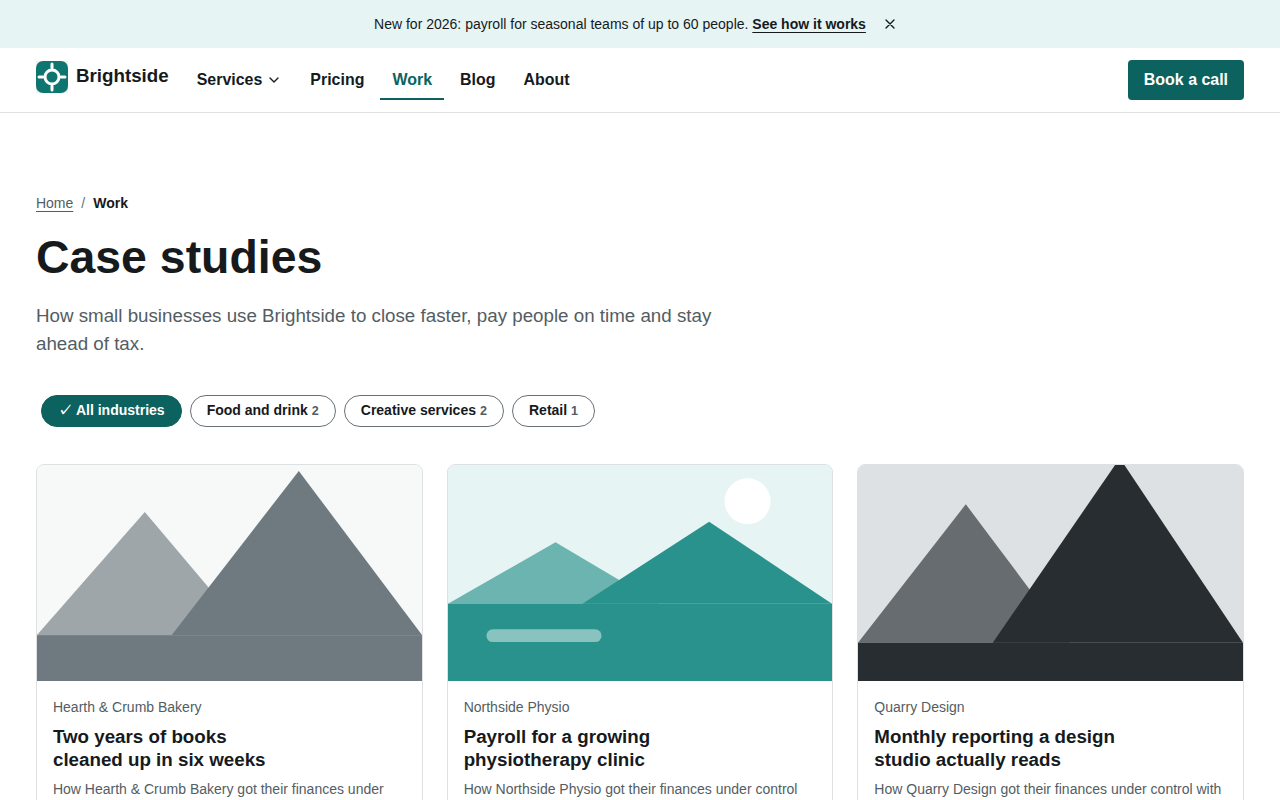 New for 2026: payroll for seasonal teams of up to 60 people. See how it works
Brightside
Services
Pricing
Work
Blog
About
Book a call
Home / Work
Case studies
How small businesses use Brightside to close faster, pay people on time and stay
ahead of tax.
✓ All industries
Food and drink 2
Creative services 2
Retail 1
Hearth & Crumb Bakery
Two years of books
cleaned up in six weeks
How Hearth & Crumb Bakery got their finances under
Northside Physio
Payroll for a growing
physiotherapy clinic
How Northside Physio got their finances under control
Quarry Design
Monthly reporting a design
studio actually reads
How Quarry Design got their finances under control with